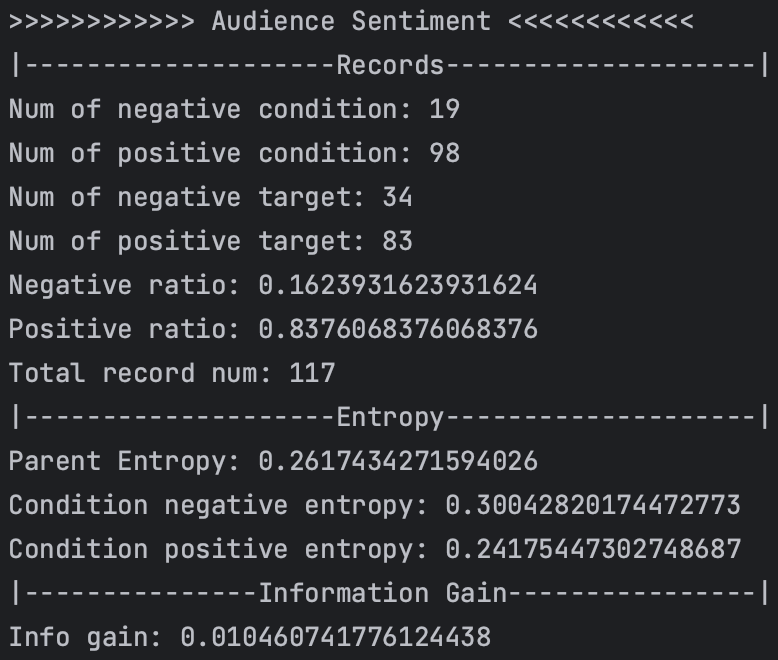 >>>>>>>>>>>> Audience Sentiment <<<<<<<<<<<<
|--------------------Records--------------------|
Num of negative condition: 19
Num of positive condition: 98
Num of negative target: 34
Num of positive target: 83
Negative ratio: 0.1623931623931624
Positive ratio: 0.8376068376068376
Total record num: 117
|--------------------Entropy--------------------|
Parent Entropy: 0.2617434271594026
Condition negative entropy: 0.30042820174472773
Condition positive entropy: 0.24175447302748687
|---------------Information Gain----------------|
Info gain: 0.010460741776124438